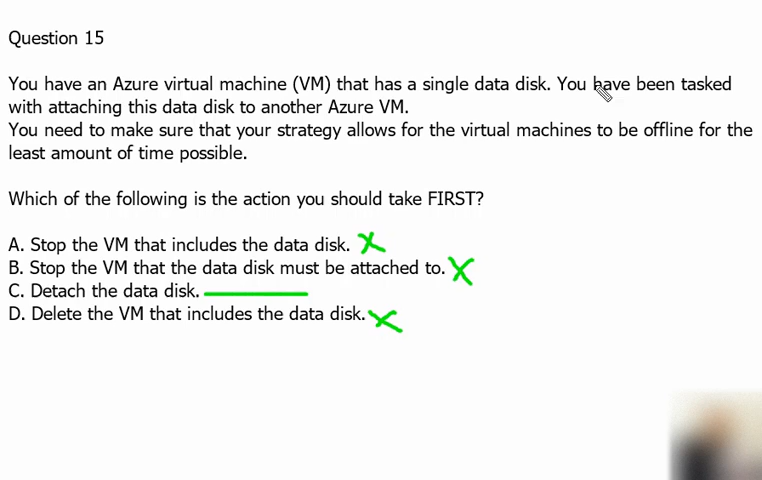 Question 15
You have an Azure virtual machine (VM) that has a single data disk. You have been tasked
with attaching this data disk to another Azure VM.
You need to make sure that your strategy allows for the virtual machines to be offline for the
least amount of time possible.
Which of the following is the action you should take FIRST?
A. Stop the VM that includes the data disk.
B. Stop the VM that the data disk must be attached to.
C. Detach the data disk.
D. Delete the VM that includes the data disk.